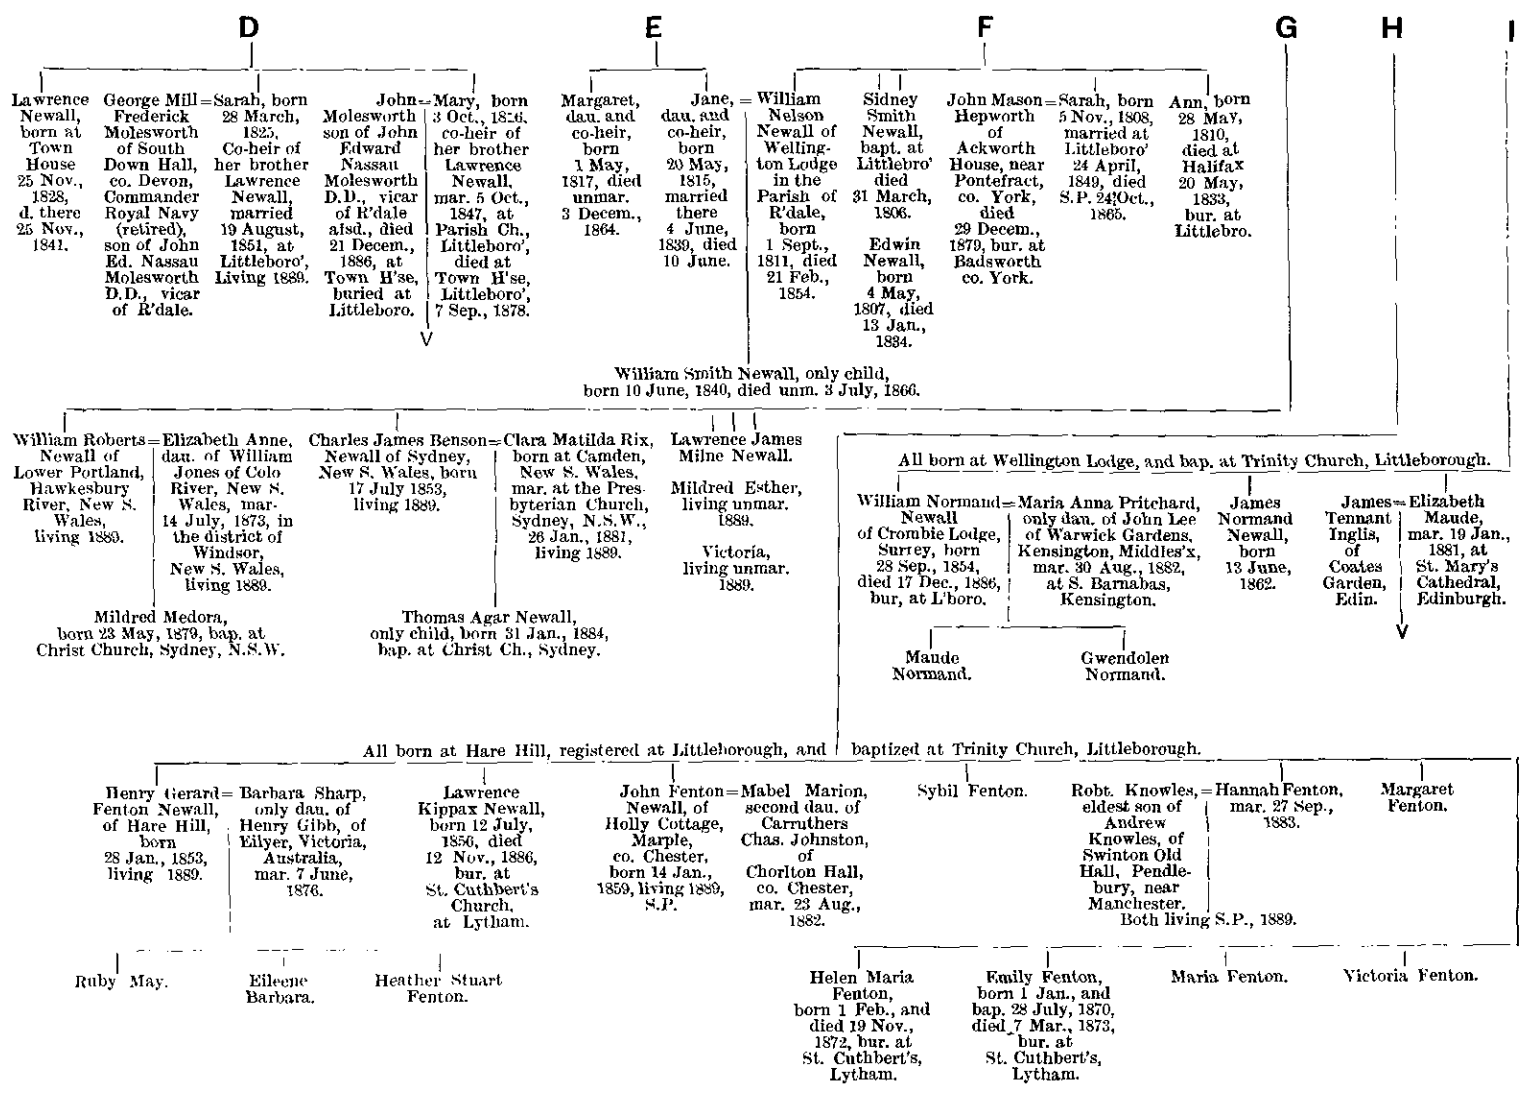 D
E
F
G
H
I
Lawrence
Newall,
born at
Town
House
25 Nov.,
1828,
d. there
25 Nov.,
1841.
George Mill=Sarah, born
Frederick
Molesworth
of South
Down Hall,
co. Devon,
Commander
Royal Navy
(retired),
son of John
Ed. Nassau
Molesworth
D.D., vicar
of R'dale.
28 March,
1825,
Co-heir of
her brother
Lawrence
Newall,
married
19 August,
1851, at
Littleboro',
Living 1889.
John=Mary, born
Molesworth
son of John
Edward
Nassau
Molesworth
D.D., vicar
of R'dale
afsd., died
21 Decem.,
1886, at
Town H'se,
buried at
Littleboro.
3 Oct., 1826,
co-heir of
her brother
Lawrence
Newall,
mar. 5 Oct.,
1847, at
Parish Ch.,
Littleboro',
died at
Town H'se,
Littleboro',
7 Sep., 1878.
Margaret,
dau. and
co-heir,
born
1 May,
1817, died
unmar.
3 Decem.,
1864.
Jane, = William
dau. and
co-heir,
born
20 May,
1815,
married
there
4 June,
1839, died
10 June.
Nelson
Newall of
Welling-
ton Lodge
in the
Parish of
R'dale,
born
1 Sept.,
1811, died
21 Feb.,
1854.
Sidney
Smith
Newall,
bapt. at
Littlebro'
died
31 March,
1806.
Edwin
Newall,
born
4 May,
1807, died
13 Jan.,
1834.
John Mason=Sarah, born
Hepworth
of
Ackworth
House, near
Pontefract,
co. York,
died
29 Decem.,
1879, bur. at
Badsworth
co. York.
5 Nov., 1808,
married at
Littleboro'
24 April,
1849, died
S.P. 24 Oct.,
1865.
Ann, born
28 May,
1810,
died at
Halifax
20 May,
1833,
bur. at
Littlebro.
William Smith Newall, only child,
born 10 June, 1840, died unm. 3 July, 1866.
William Roberts=Elizabeth Anne,
Newall of
Lower Portland,
Hawkesbury
River, New S.
Wales,
living 1889.
dau. of William
Jones of Colo
River, New S.
Wales, mar-
14 July, 1873, in
the district of
Windsor,
New S. Wales,
living 1889.
Mildred Medora,
born 23 May, 1879, bap. at
Christ Church, Sydney, N.S.W.
Charles James Benson=Clara Matilda Rix,
Newall of Sydney,
New S. Wales, born
17 July 1853,
living 1889.
born at Camden,
New S. Wales,
mar. at the Pres-
byterian Church,
Sydney, N.S.W.,
26 Jan., 1881,
living 1889.
Thomas Agar Newall,
only child, born 31 Jan., 1884,
bap. at Christ Ch., Sydney.
Lawrence James
Milne Newall.
Mildred Esther,
living unmar.
1889.
Victoria,
living unmar.
1889.
All born at Wellington Lodge, and bap. at Trinity Church, Littleborough.
William Normand=Maria Anna Pritchard,
Newall
of Crombie Lodge,
Surrey, born
28 Sep., 1854,
died 17 Dec., 1886,
bur, at L'boro.
only dau. of John Lee
of Warwick Gardens,
Kensington, Middles'x,
mar. 30 Aug., 1882,
at S. Barnabas,
Kensington.
Maude
Normand.
Gwendolen
Normand.
James
Normand
Newall,
born
13 June,
1862.
James=Elizabeth
Tennant
Inglis,
of
Coates
Garden,
Edin.
Maude,
mar. 19 Jan.,
1881, at
St. Mary's
Cathedral,
Edinburgh.
All born at Hare Hill, registered at Littleborough, and baptized at Trinity Church, Littleborough.
Henry Gerard=Barbara Sharp,
Fenton Newall,
of Hare Hill,
born
28 Jan., 1853,
living 1889.
only dau. of
Henry Gibb, of
Eilyer, Victoria,
Australia,
mar. 7 June,
1876.
Lawrence
Kippax Newall,
born 12 July,
1856, died
12 Nov., 1886,
bur. at
St. Cuthbert's
Church,
at Lytham.
John Fenton=Mabel Marion,
Newall, of
Holly Cottage,
Marple,
co. Chester,
born 14 Jan.,
1859, living 1889,
S.P.
second dau. of
Carruthers
Chas. Johnston,
of
Chorlton Hall,
co. Chester,
mar. 23 Aug.,
1882.
Sybil Fenton.
Robt. Knowles,=Hannah Fenton,
eldest son of
Andrew
Knowles, of
Swinton Old
Hall, Pendle-
bury, near
Manchester.
mar. 27 Sep.,
1883.
Both living S.P., 1889.
Margaret
Fenton.
Ruby May.
Eileene
Barbara.
Heather Stuart
Fenton.
Helen Maria
Fenton,
born 1 Feb., and
died 19 Nov.,
1872, bur. at
St. Cuthbert's,
Lytham.
Emily Fenton,
born 1 Jan., and
bap. 28 July, 1870,
died 7 Mar., 1873,
bur. at
St. Cuthbert's,
Lytham.
Maria Fenton.
Victoria Fenton.